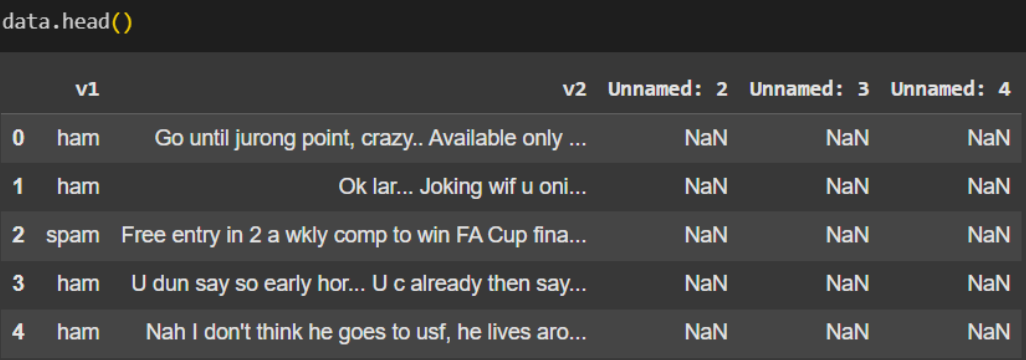 data.head()
v1 v2 Unnamed: 2 Unnamed: 3 Unnamed: 4
0 ham Go until jurong point, crazy.. Available only ... NaN NaN NaN
1 ham Ok lar... Joking wif u oni... NaN NaN NaN
2 spam Free entry in 2 a wkly comp to win FA Cup fina... NaN NaN NaN
3 ham U dun say so early hor... U c already then say... NaN NaN NaN
4 ham Nah I don't think he goes to usf, he lives aro... NaN NaN NaN